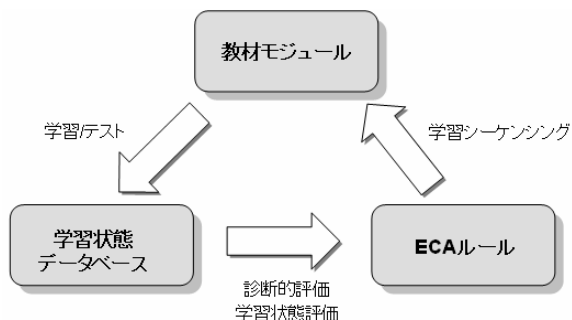 教材モジュール
学習/テスト
学習シーケンシング
学習状態
データベース
ECAルール
診断的評価
学習状態評価